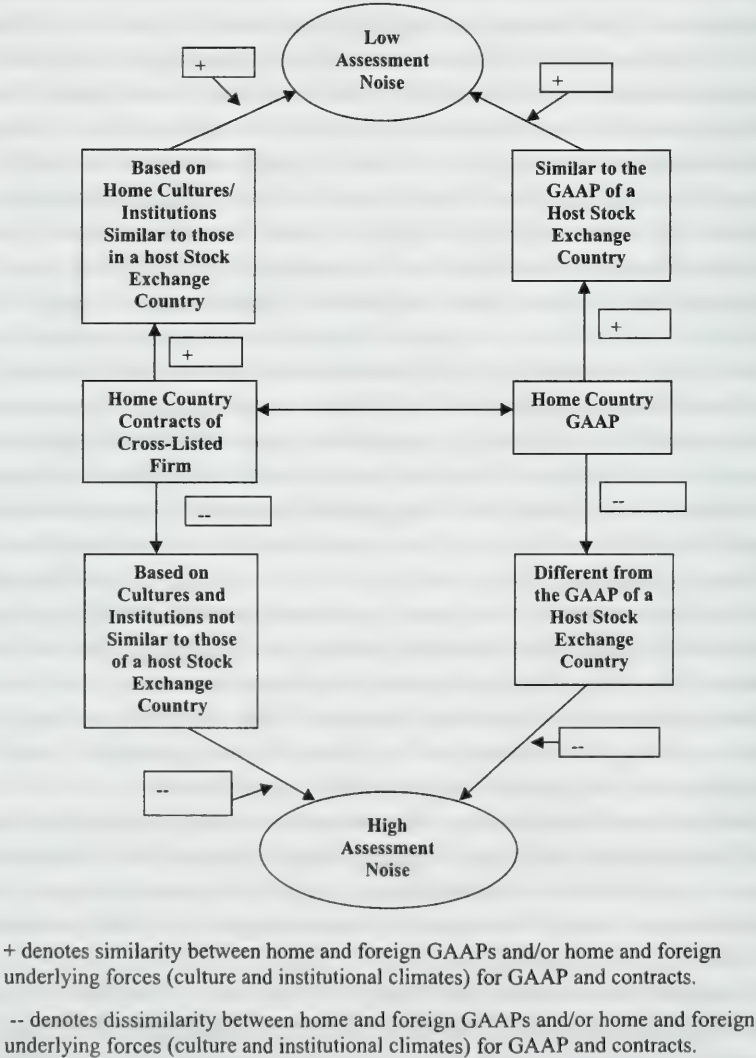 Low
Assessment
Noise
+
+
Based on
Home Cultures/
Institutions
Similar to those
in a host Stock
Exchange
Country
Similar to the
GAAP of a
Host Stock
Exchange
Country
+
+
Home Country
Contracts of
Cross-Listed
Firm
Home Country
GAAP
--
--
Based on
Cultures and
Institutions not
Similar to those
of a host Stock
Exchange
Country
Different from
the GAAP of a
Host Stock
Exchange
Country
--
--
High
Assessment
Noise
+ denotes similarity between home and foreign GAAPs and/or home and foreign
underlying forces (culture and institutional climates) for GAAP and contracts.
-- denotes dissimilarity between home and foreign GAAPs and/or home and foreign
underlying forces (culture and institutional climates) for GAAP and contracts.